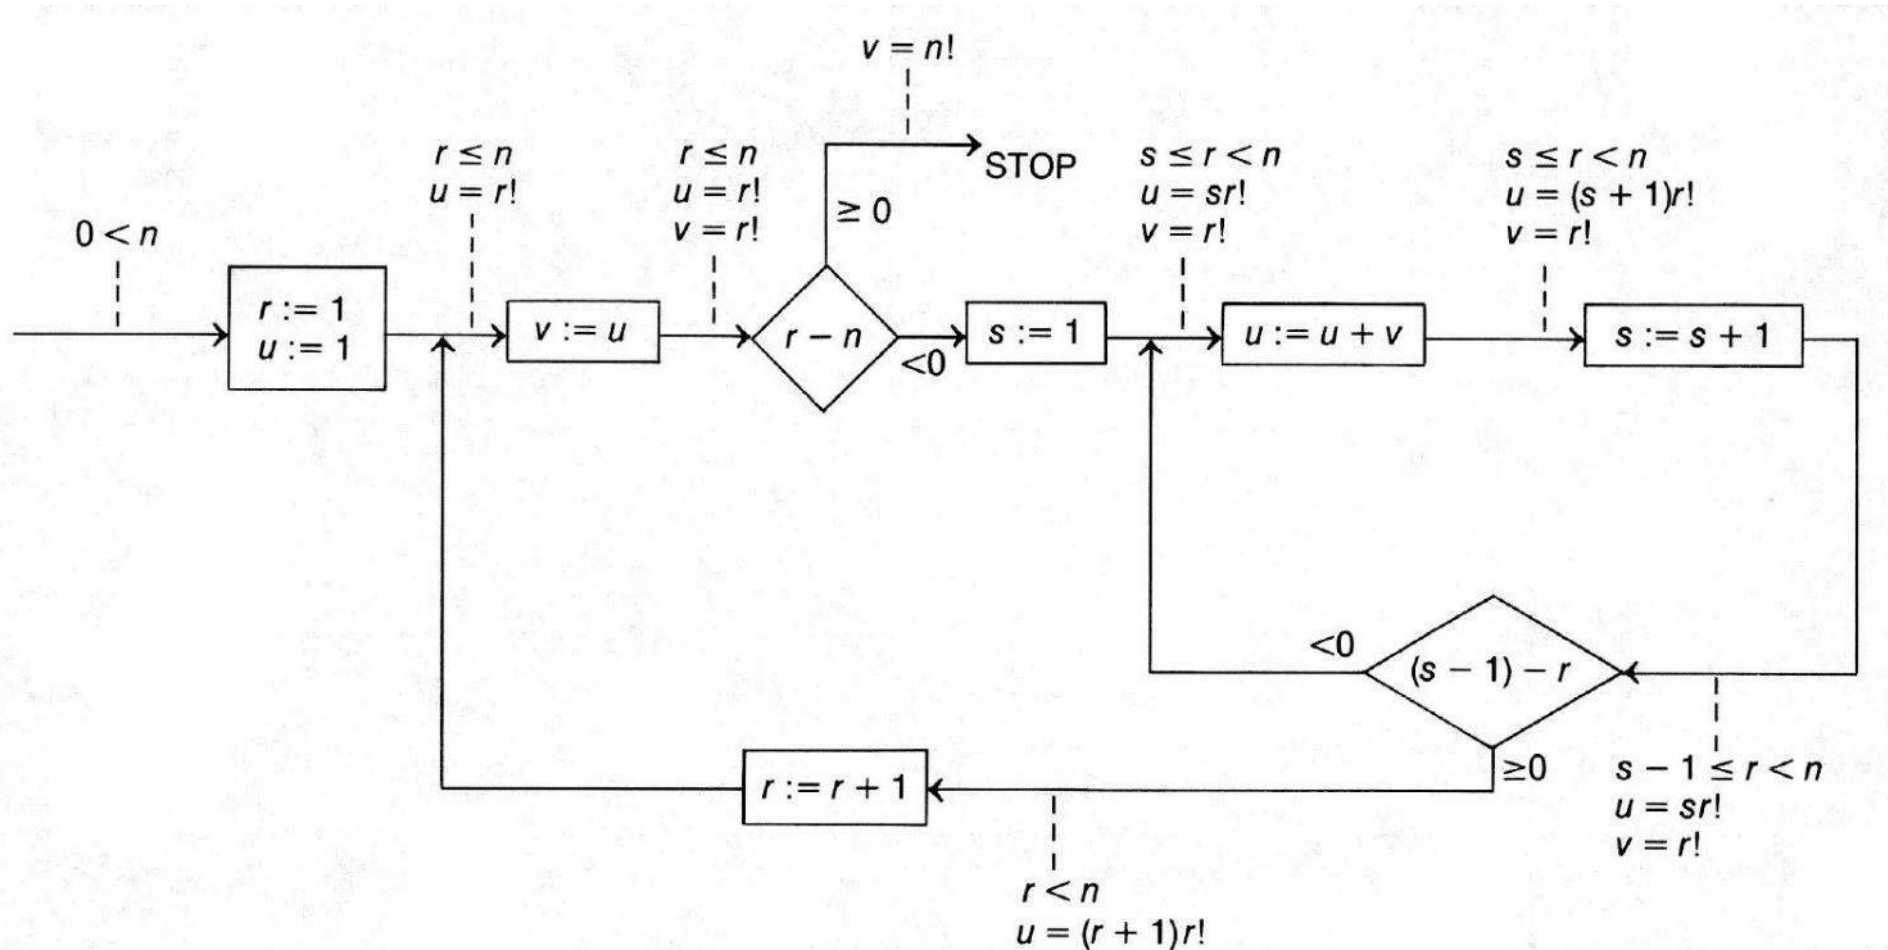 v = n!
r ≤ n
u = r!
r ≤ n
u = r!
v = r!
STOP
s ≤ r < n
u = sr!
v = r!
s ≤ r < n
u = (s + 1)r!
v = r!
0 < n
≥ 0
r := 1
u := 1
v := u
r − n
<0
s := 1
u := u + v
s := s + 1
<0
(s − 1) − r
≥0
s − 1 ≤ r < n
u = sr!
v = r!
r := r + 1
r < n
u = (r + 1)r!